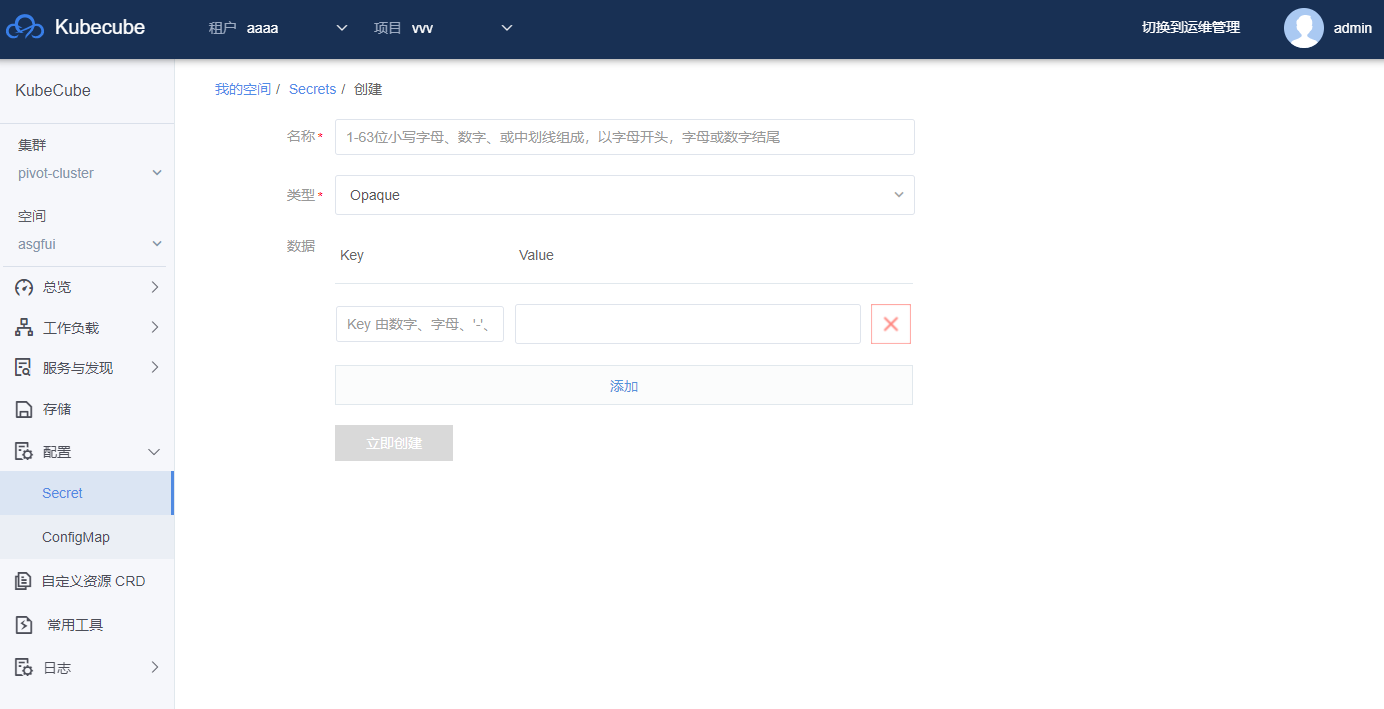 Kubecube 租户 aaaa 项目 vvv 切换到运维管理 admin
KubeCube
集群
pivot-cluster
空间
asgfui
总览
工作负载
服务与发现
存储
配置
Secret
ConfigMap
自定义资源 CRD
常用工具
日志
我的空间 / Secrets / 创建
名称* 1-63位小写字母、数字、或中划线组成，以字母开头，字母或数字结尾
类型* Opaque
数据 Key Value
Key 由数字、字母、'-'、
添加
立即创建